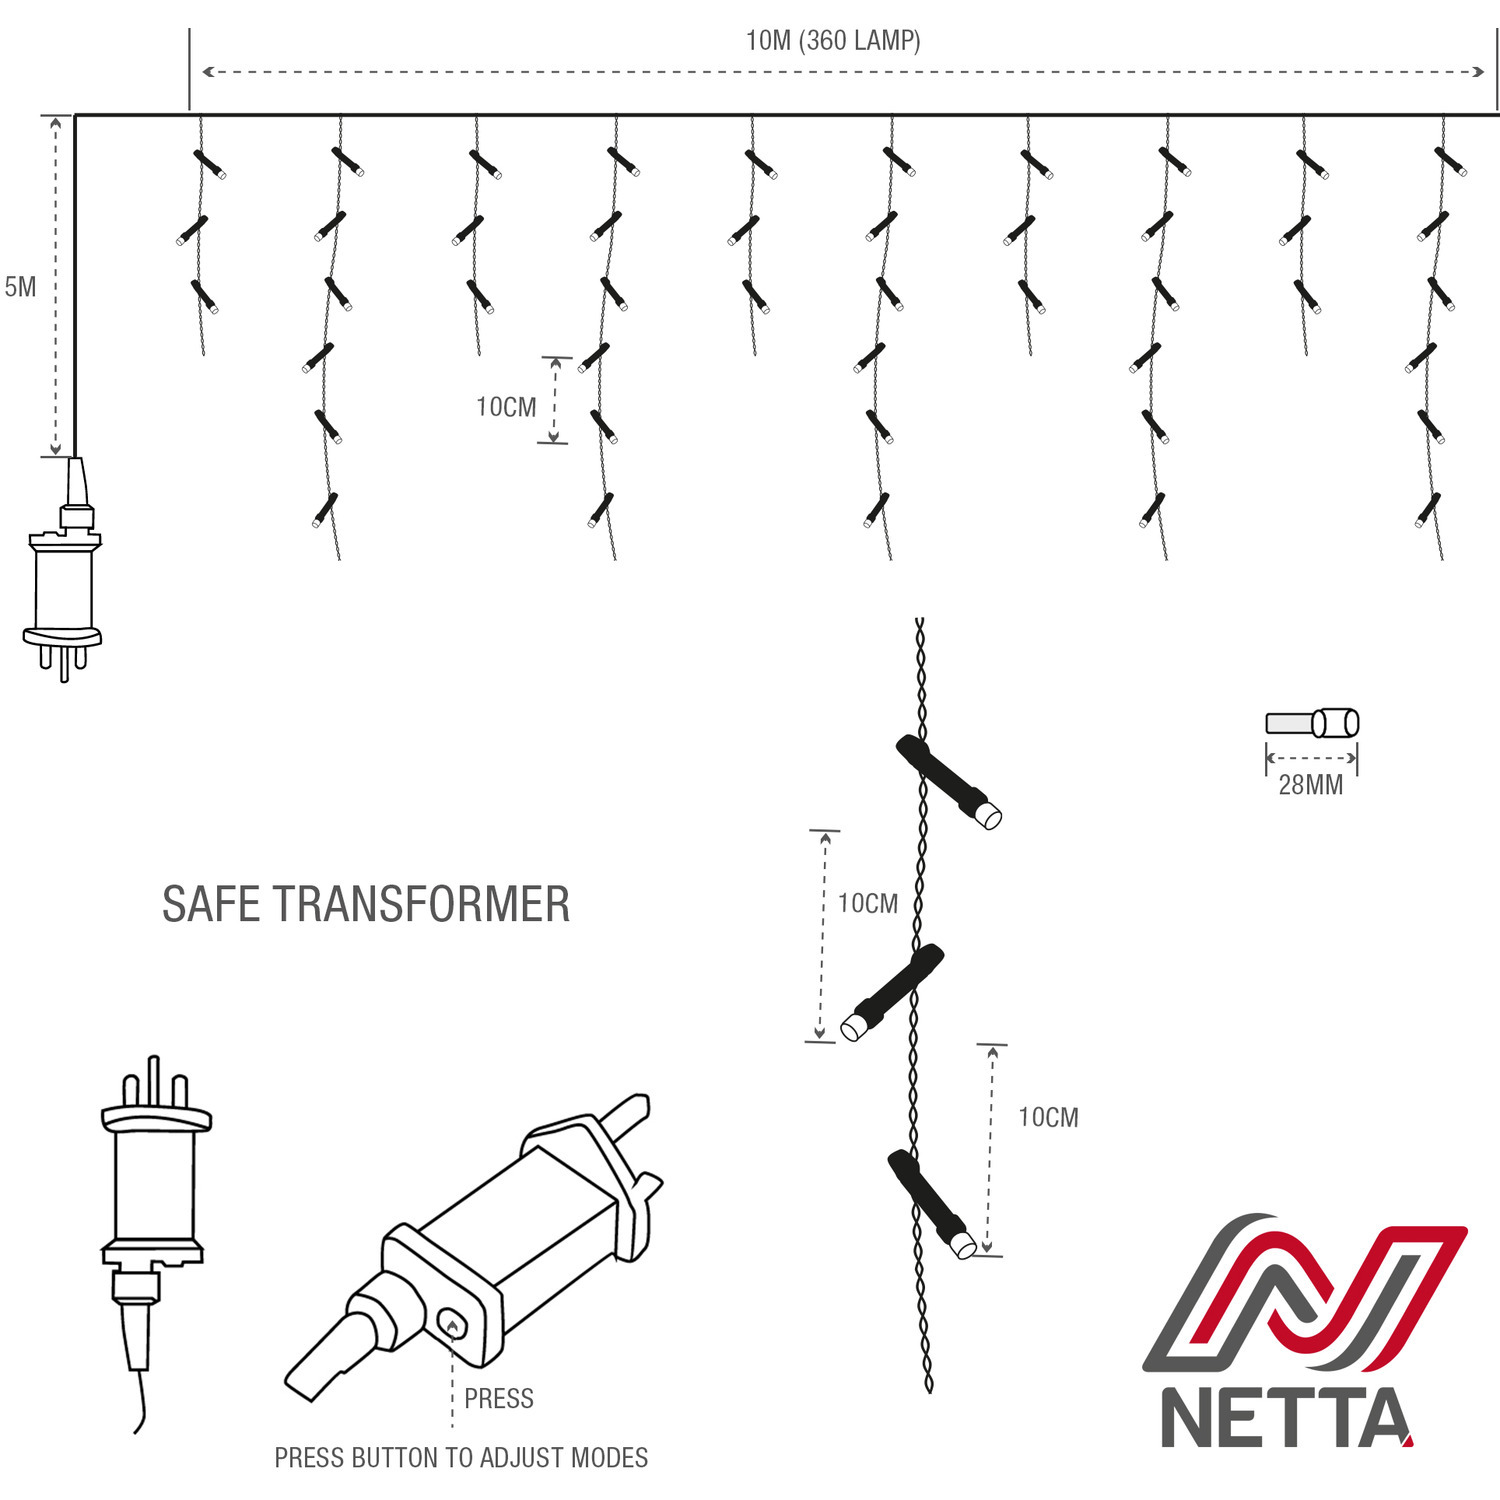 10M (360 LAMP)
5M
10CM
28MM
10CM
SAFE TRANSFORMER
10CM
PRESS
PRESS BUTTON TO ADJUST MODES
NETTA